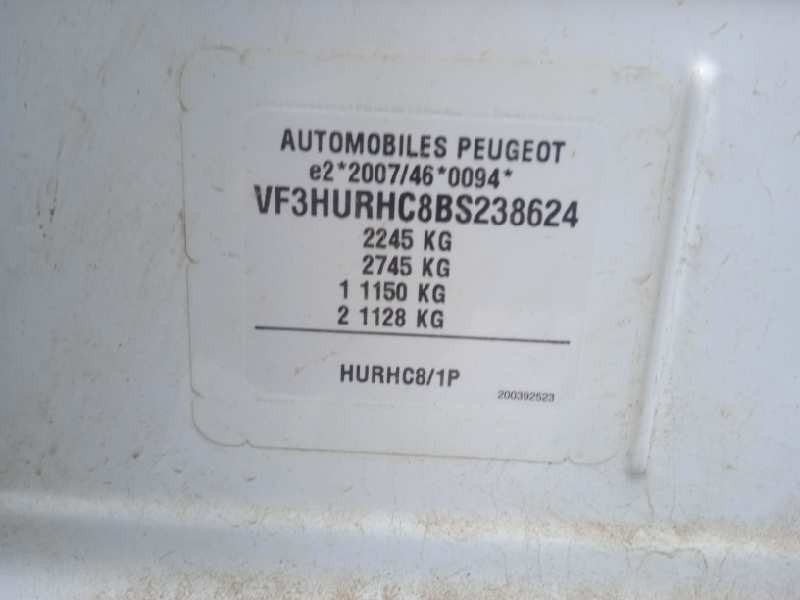 AUTOMOBILES PEUGEOT
e2*2007/46*0094*
VF3HURHC8BS238624
2245 KG
2745 KG
1 1150 KG
2 1128 KG
HURHC8/1P
200392523